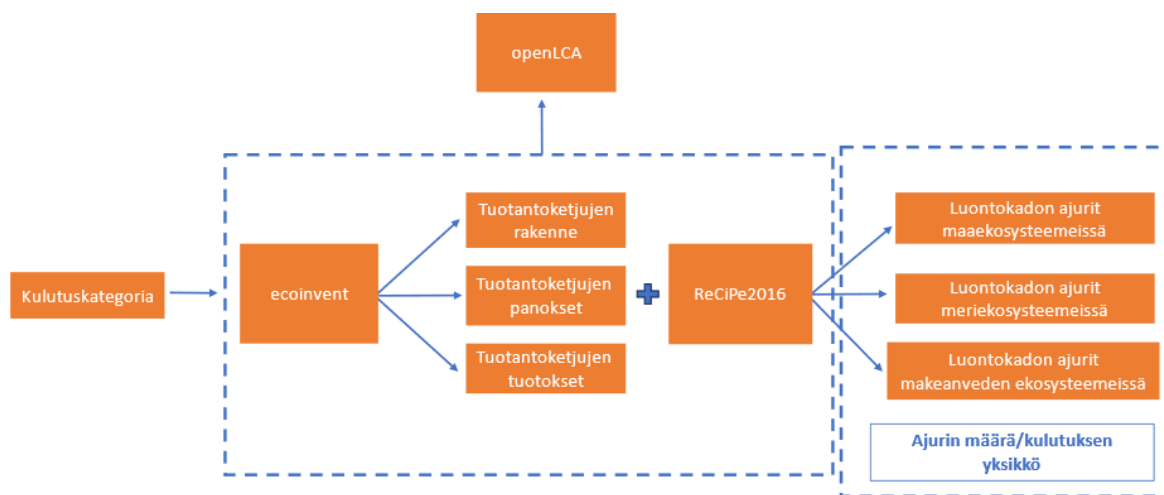 openLCA
Kulutuskategoria
ecoinvent
Tuotantoketjujen
rakenne
Tuotantoketjujen
panokset
Tuotantoketjujen
tuotokset
ReCiPe2016
Luontokadon ajurit
maaekosysteemeissä
Luontokadon ajurit
meriekosysteemeissä
Luontokadon ajurit
makeanveden ekosysteemeissä
Ajurin määrä/kulutuksen
yksikkö